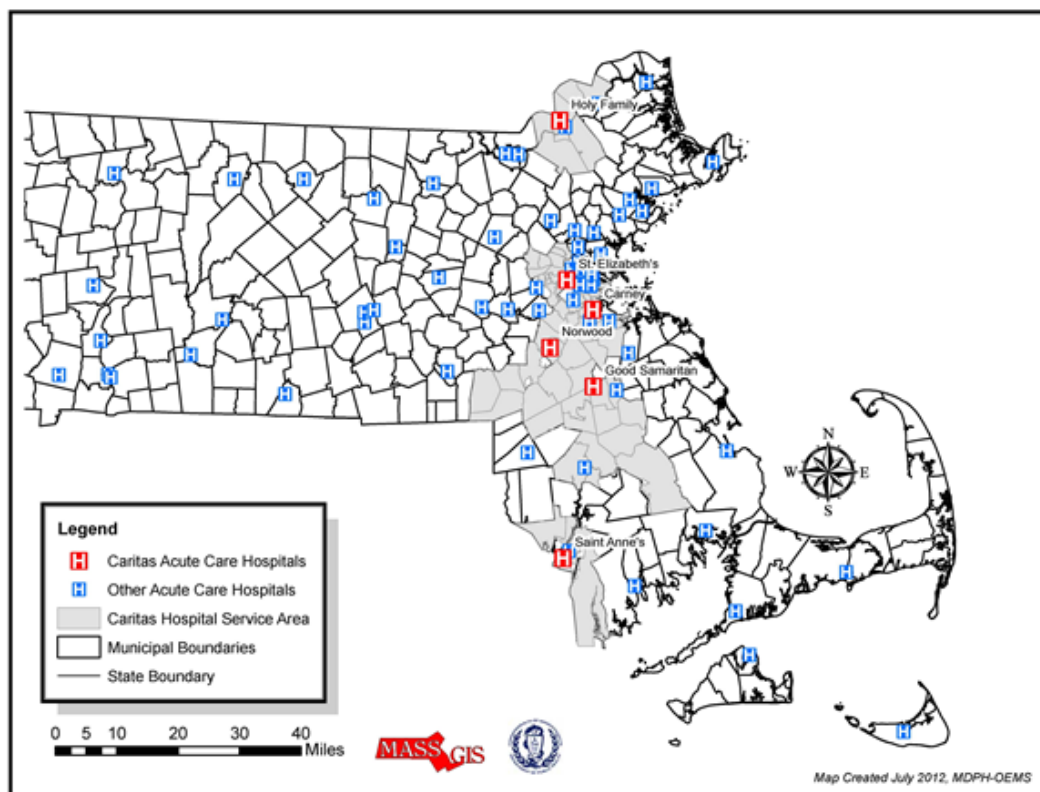 Holy Family
St. Elizabeth's
Carney
Norwood
Good Samaritan
N
W
E
S
Saint Anne's
Legend
H Caritas Acute Care Hospitals
H Other Acute Care Hospitals
Caritas Hospital Service Area
Municipal Boundaries
State Boundary
0 5 10 20 30 40 Miles
MASS GIS
Map Created July 2012, MDPH-OEMS